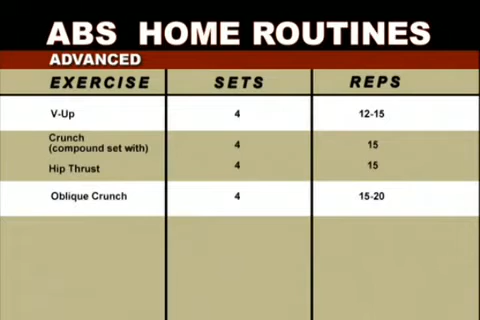 ABS HOME ROUTINES
ADVANCED
EXERCISE SETS REPS
V-Up 4 12-15
Crunch
(compound set with) 4 15
Hip Thrust 4 15
Oblique Crunch 4 15-20